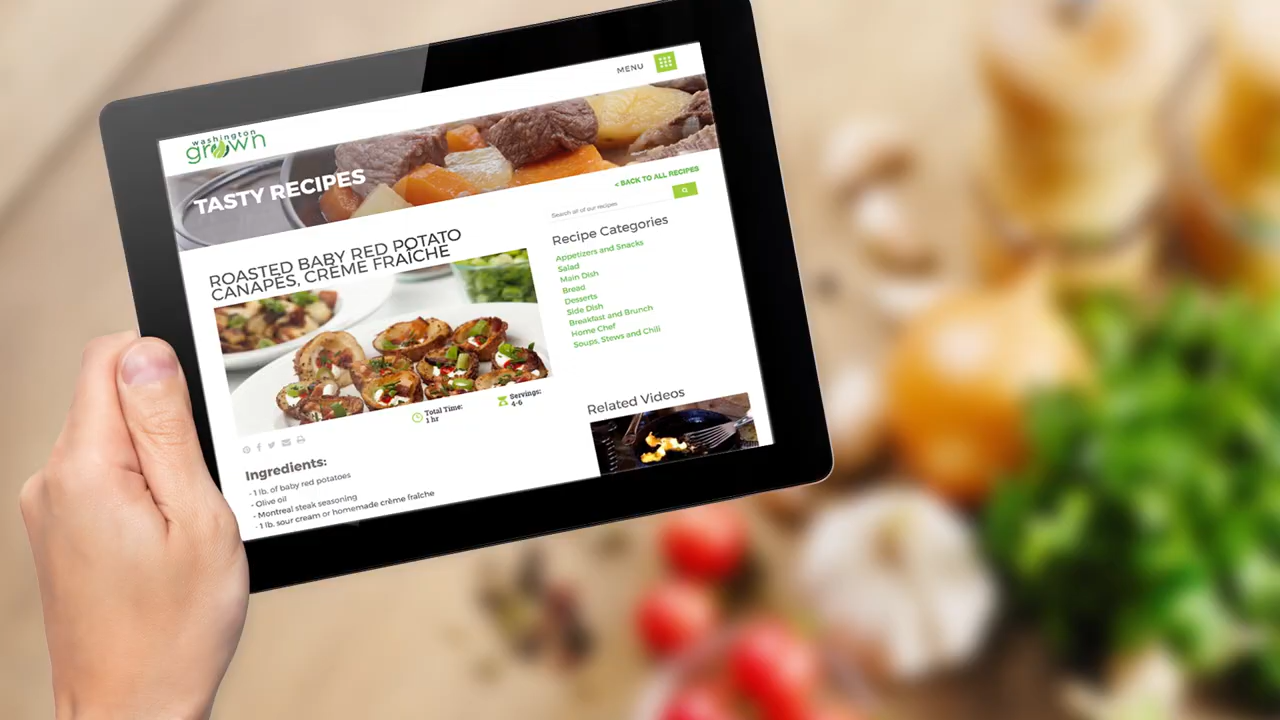 MENU
washington
grown
TASTY RECIPES
< BACK TO ALL RECIPES
Search all of our recipes
ROASTED BABY RED POTATO
CANAPES, CRÈME FRAICHE
Total Time:
1 hr
Servings:
4-6
Ingredients:
- 1 lb. of baby red potatoes
- Olive oil
- Montreal steak seasoning
- 1 lb. sour cream or homemade crème fraîche
Recipe Categories
Appetizers and Snacks
Salad
Main Dish
Bread
Desserts
Side Dish
Breakfast and Brunch
Home Chef
Soups, Stews and Chili
Related Videos